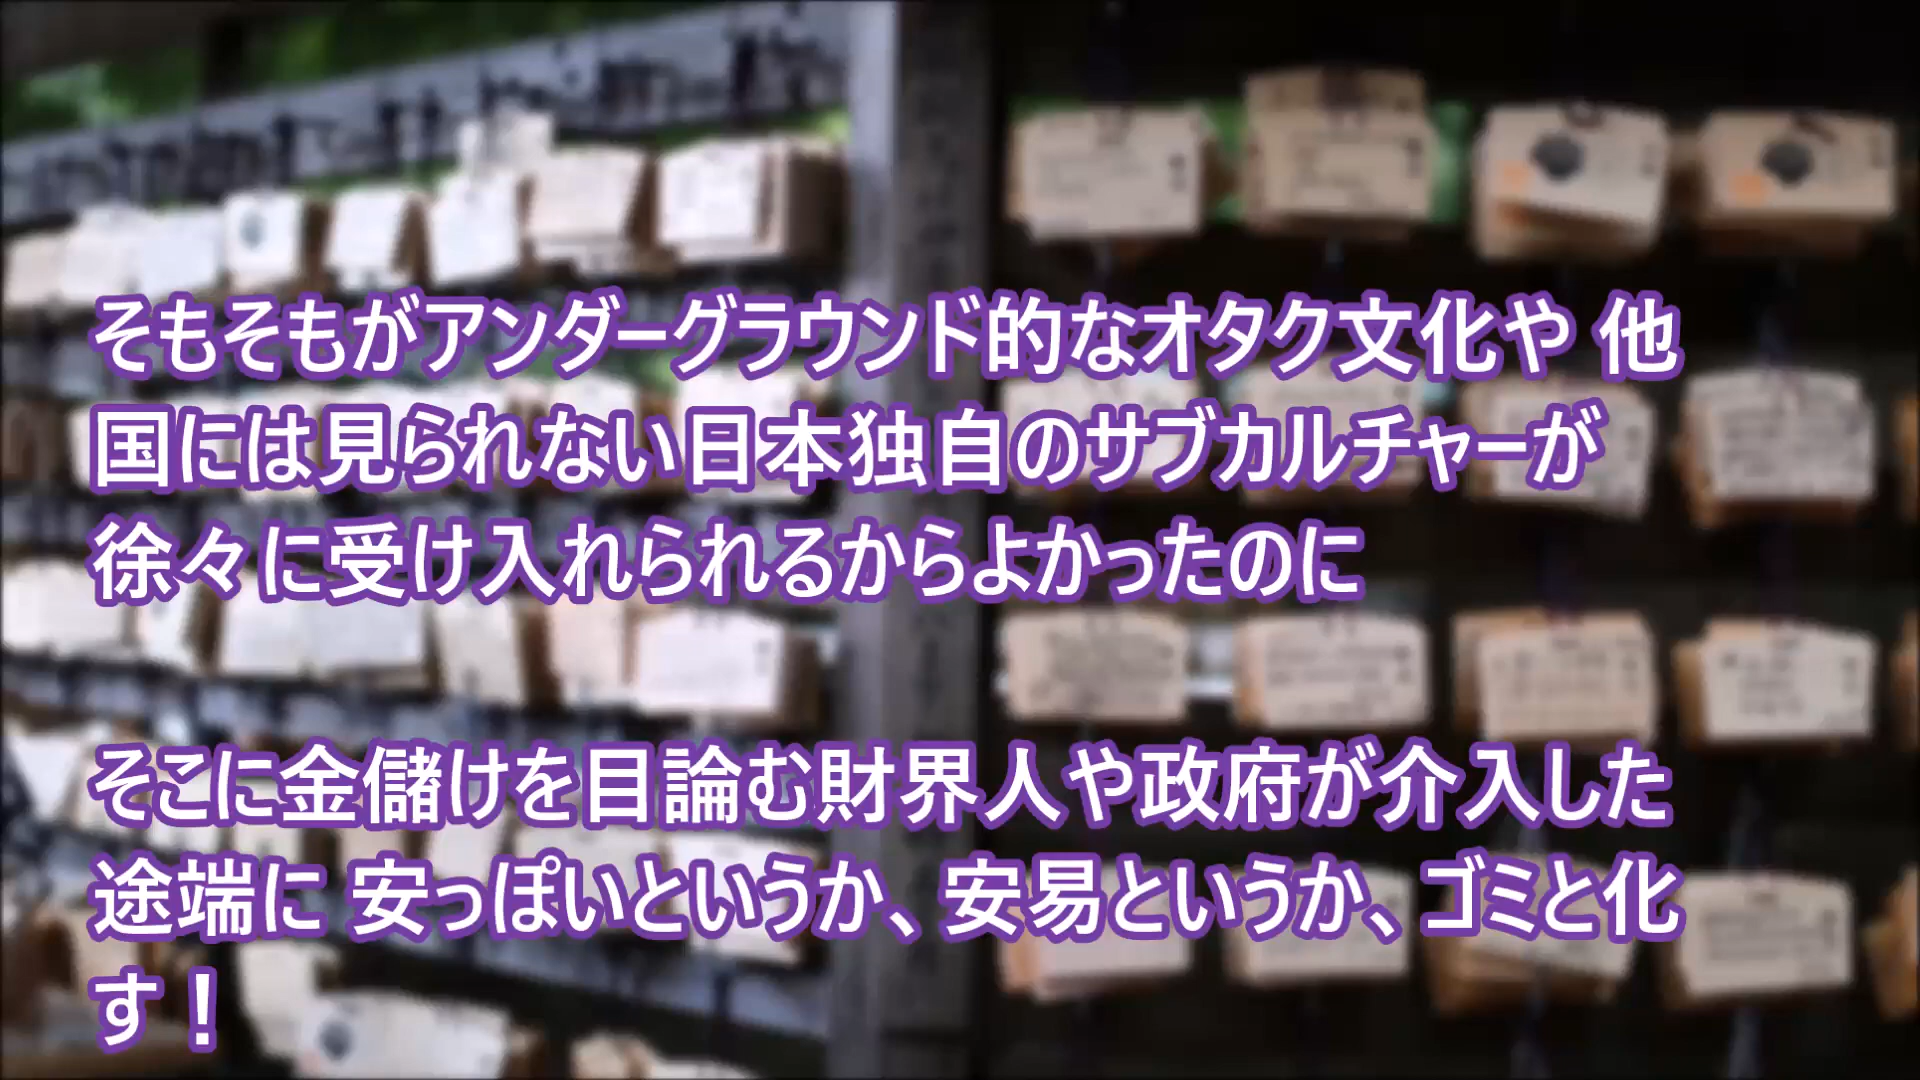 そもそもがアンダーグラウンド的なオタク文化や 他
国には見られない日本独自のサブカルチャーが
徐々に受け入れられるからよかったのに
そこに金儲けを目論む財界人や政府が介入した
途端に 安っぽいというか、安易というか、ゴミと化
す！